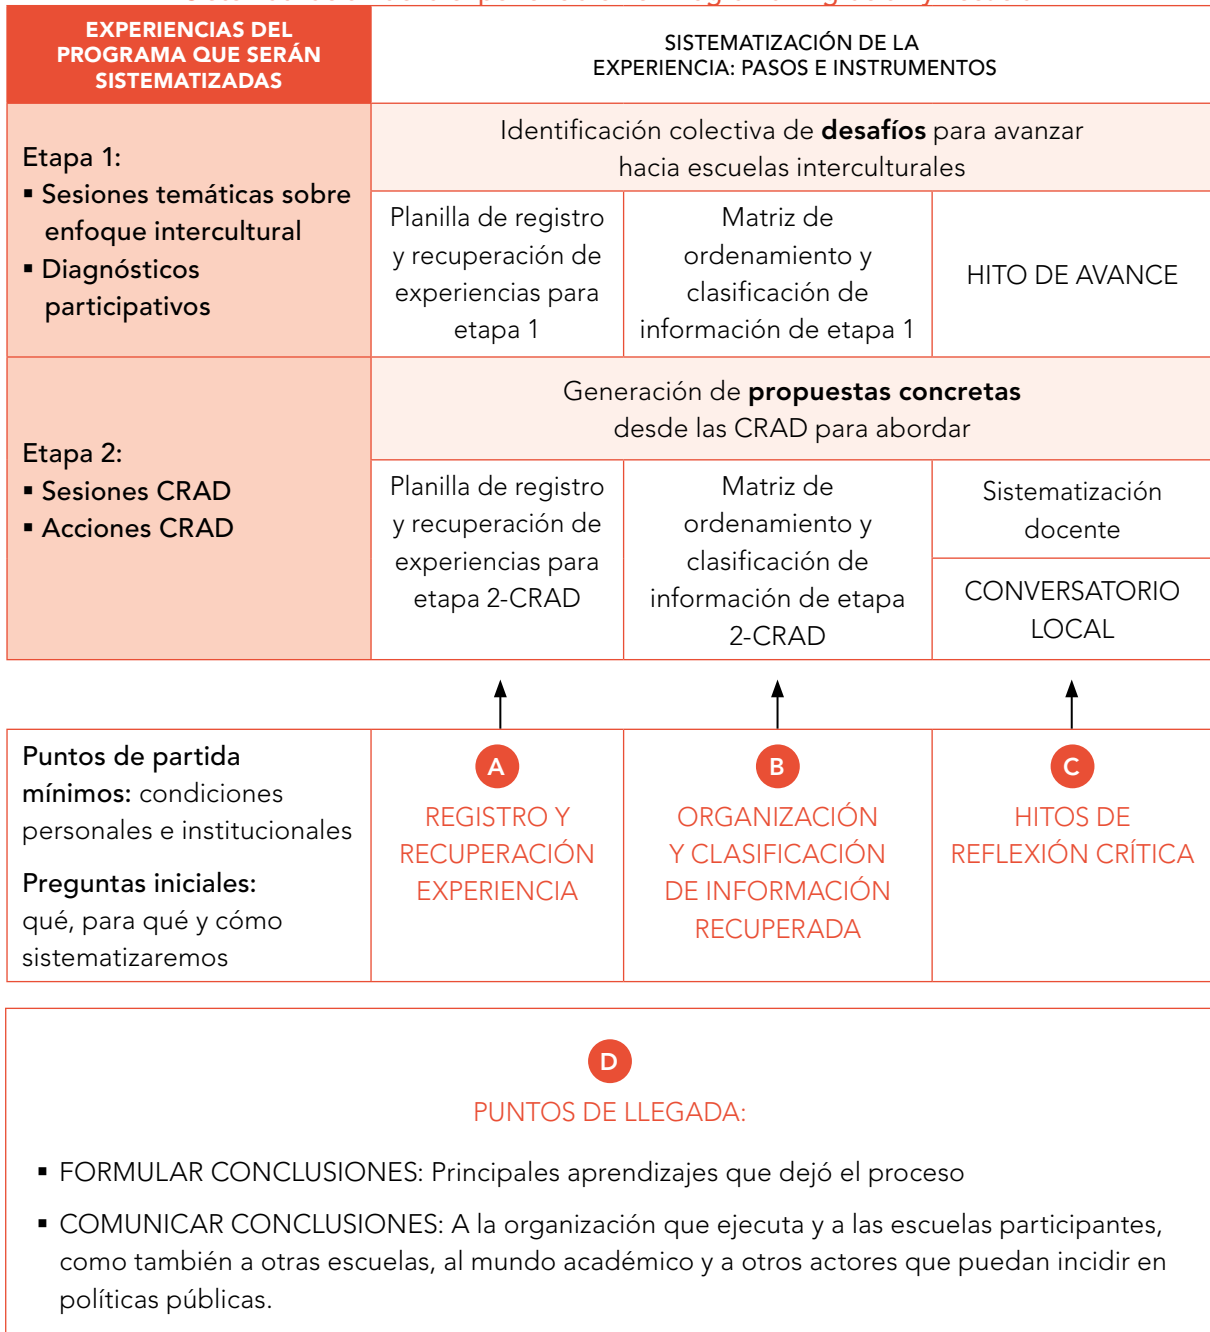 EXPERIENCIAS DEL
PROGRAMA QUE SERÁN
SISTEMATIZADAS
SISTEMATIZACIÓN DE LA
EXPERIENCIA: PASOS E INSTRUMENTOS
Etapa 1:
▪ Sesiones temáticas sobre
enfoque intercultural
▪ Diagnósticos
participativos
Identificación colectiva de desafíos para avanzar
hacia escuelas interculturales
Planilla de registro
y recuperación de
experiencias para
etapa 1
Matriz de
ordenamiento y
clasificación de
información de etapa 1
HITO DE AVANCE
Etapa 2:
▪ Sesiones CRAD
▪ Acciones CRAD
Generación de propuestas concretas
desde las CRAD para abordar
Planilla de registro
y recuperación de
experiencias para
etapa 2-CRAD
Matriz de
ordenamiento y
clasificación de
información de etapa
2-CRAD
Sistematización
docente
CONVERSATORIO
LOCAL
Puntos de partida
mínimos: condiciones
personales e institucionales
Preguntas iniciales:
qué, para qué y cómo
sistematizaremos
A
REGISTRO Y
RECUPERACIÓN
EXPERIENCIA
B
ORGANIZACIÓN
Y CLASIFICACIÓN
DE INFORMACIÓN
RECUPERADA
C
HITOS DE
REFLEXIÓN CRÍTICA
D
PUNTOS DE LLEGADA:
▪ FORMULAR CONCLUSIONES: Principales aprendizajes que dejó el proceso
▪ COMUNICAR CONCLUSIONES: A la organización que ejecuta y a las escuelas participantes,
como también a otras escuelas, al mundo académico y a otros actores que puedan incidir en
políticas públicas.